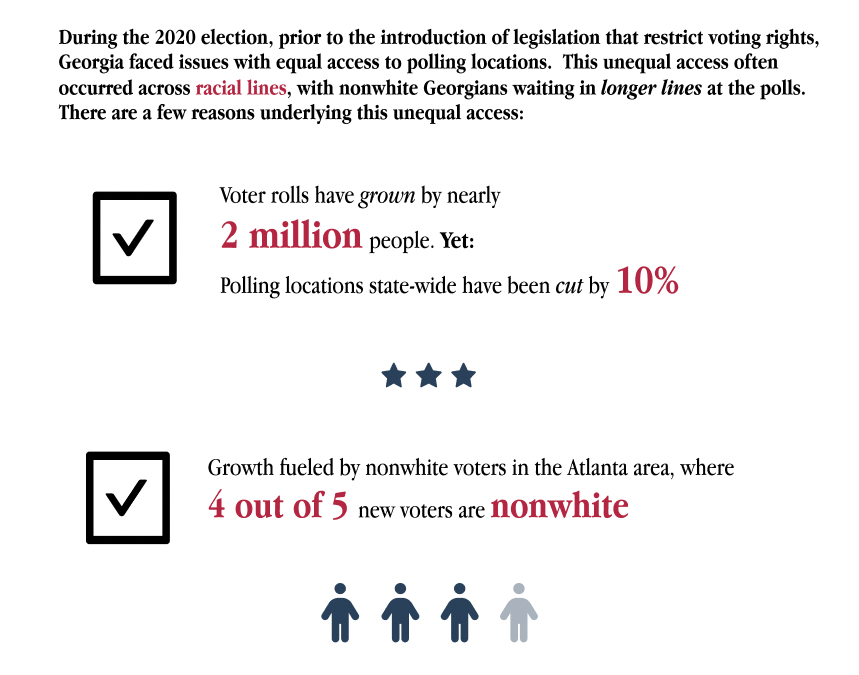 During the 2020 election, prior to the introduction of legislation that restrict voting rights,
Georgia faced issues with equal access to polling locations.  This unequal access often
occurred across racial lines, with nonwhite Georgians waiting in longer lines at the polls.
There are a few reasons underlying this unequal access:
Voter rolls have grown by nearly
2 million people. Yet:
Polling locations state-wide have been cut by 10%
Growth fueled by nonwhite voters in the Atlanta area, where
4 out of 5 new voters are nonwhite